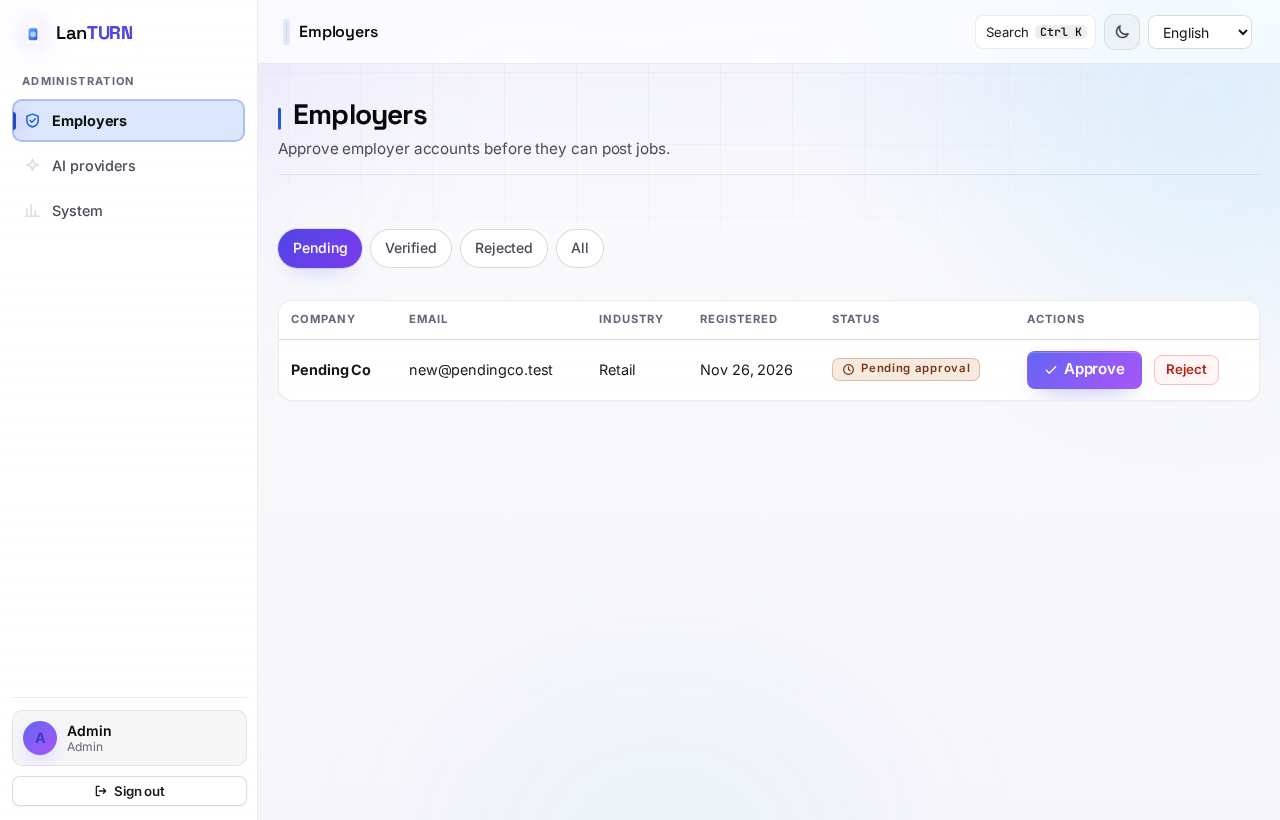 LanTURN
ADMINISTRATION
Employers
AI providers
System
A
Admin
Admin
Sign out
Employers
Search Ctrl K
English
Employers
Approve employer accounts before they can post jobs.
Pending Verified Rejected All
COMPANY EMAIL INDUSTRY REGISTERED STATUS ACTIONS
Pending Co new@pendingco.test Retail Nov 26, 2026 Pending approval Approve Reject